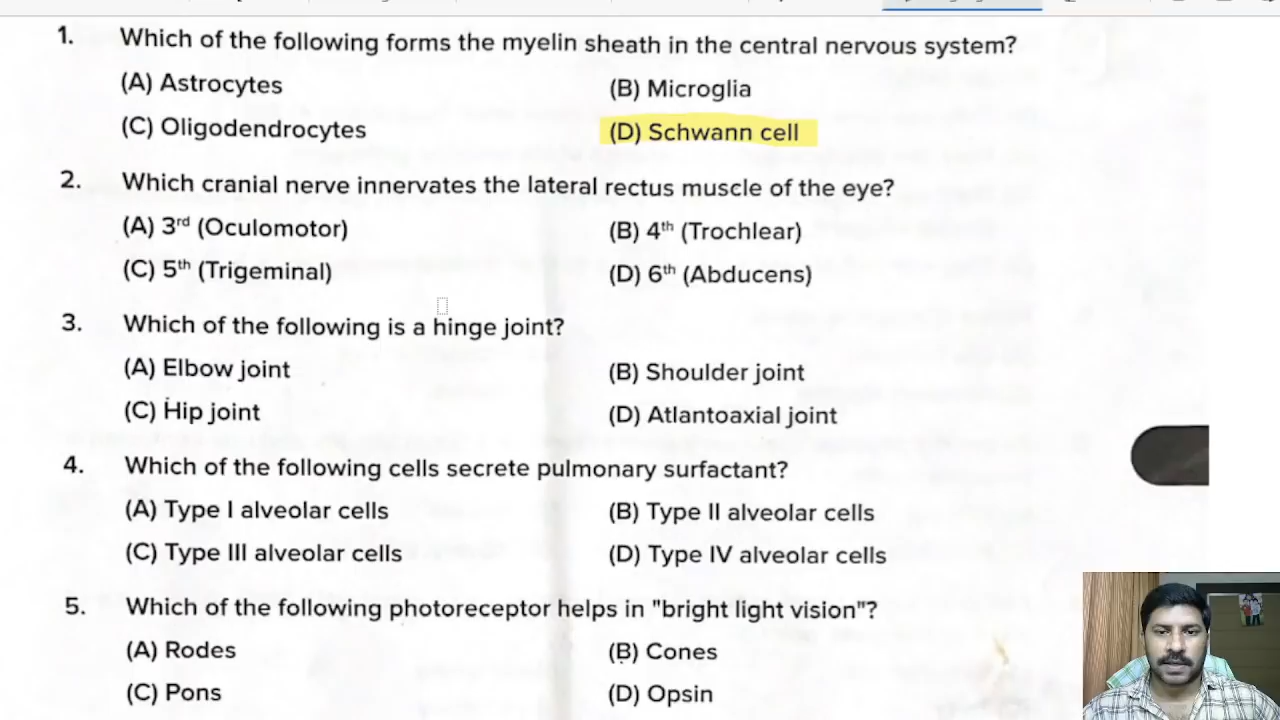 1. Which of the following forms the myelin sheath in the central nervous system?
(A) Astrocytes (B) Microglia
(C) Oligodendrocytes (D) Schwann cell
2. Which cranial nerve innervates the lateral rectus muscle of the eye?
(A) 3rd (Oculomotor) (B) 4th (Trochlear)
(C) 5th (Trigeminal) (D) 6th (Abducens)
3. Which of the following is a hinge joint?
(A) Elbow joint (B) Shoulder joint
(C) Hip joint (D) Atlantoaxial joint
4. Which of the following cells secrete pulmonary surfactant?
(A) Type I alveolar cells (B) Type II alveolar cells
(C) Type III alveolar cells (D) Type IV alveolar cells
5. Which of the following photoreceptor helps in "bright light vision"?
(A) Rodes (B) Cones
(C) Pons (D) Opsin